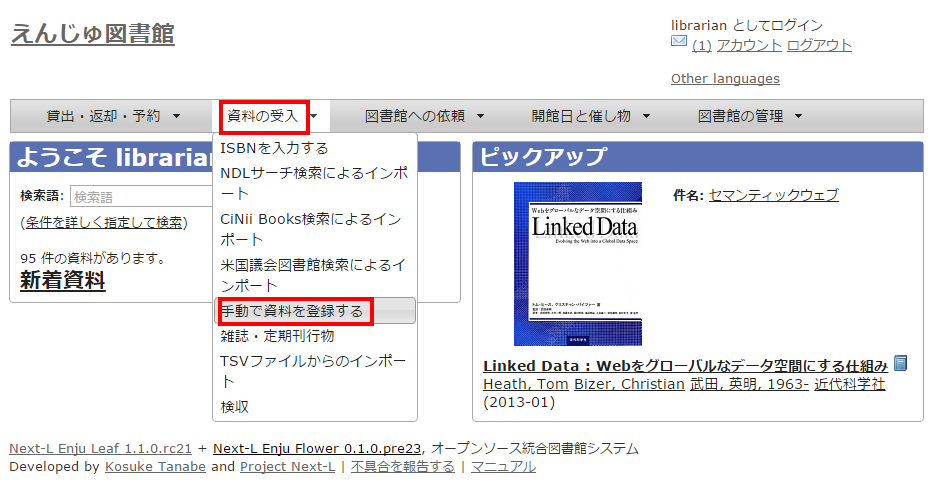 えんじゅ図書館
librarian としてログイン
(1) アカウント ログアウト
Other languages
貸出・返却・予約
資料の受入
図書館への依頼
開館日と催し物
図書館の管理
ISBNを入力する
NDLサーチ検索によるインポ
ート
CiNii Books検索によるイン
ポート
米国議会図書館検索によるイ
ンポート
手動で資料を登録する
雑誌・定期刊行物
TSVファイルからのインポー
ト
検収
ようこそ librarian
検索語: 検索語
(条件を詳しく指定して検索)
95 件の資料があります。
新着資料
ピックアップ
Webをグローバルなデータ空間にする仕組み
Linked Data
Evolving the Web into a Global Data Space
トム・ヒース、クリスチャン・バイツァー 著
近代科学社
件名: セマンティックウェブ
Linked Data : Webをグローバルなデータ空間にする仕組み
Heath, Tom Bizer, Christian 武田, 英明, 1963- 近代科学社
(2013-01)
Next-L Enju Leaf 1.1.0.rc21 + Next-L Enju Flower 0.1.0.pre23, オープンソース統合図書館システム
Developed by Kosuke Tanabe and Project Next-L | 不具合を報告する | マニュアル